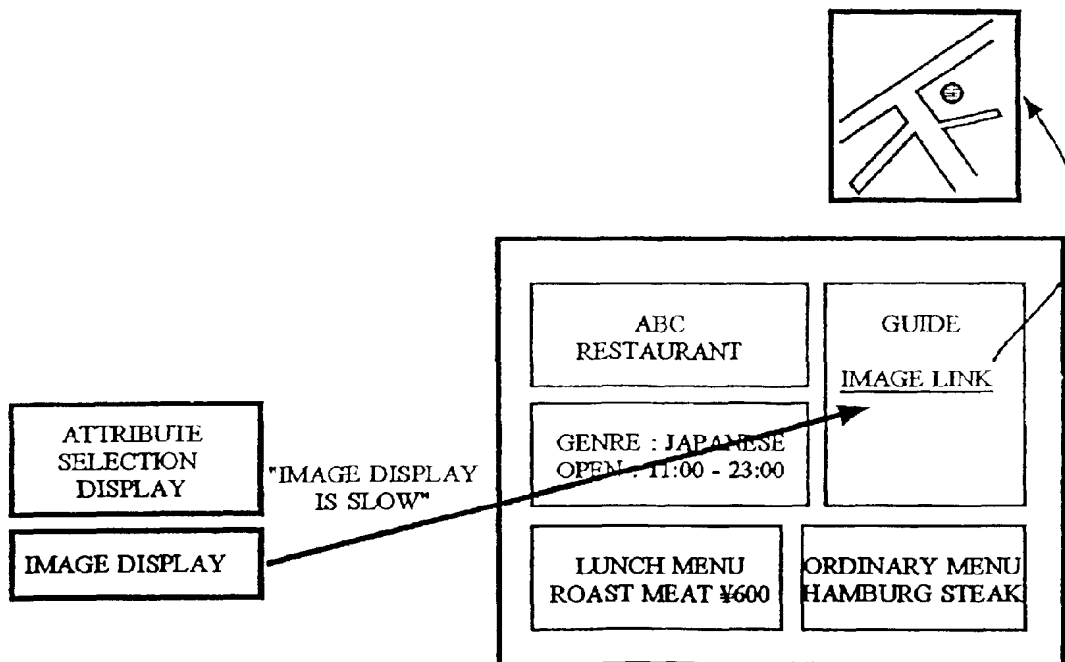 ABC
RESTAURANT
GUIDE
IMAGE LINK
GENRE : JAPANESE
OPEN : 11:00 - 23:00
ATTRIBUTE
SELECTION
DISPLAY
"IMAGE DISPLAY
IS SLOW"
IMAGE DISPLAY
LUNCH MENU
ROAST MEAT ¥600
ORDINARY MENU
HAMBURG STEAK